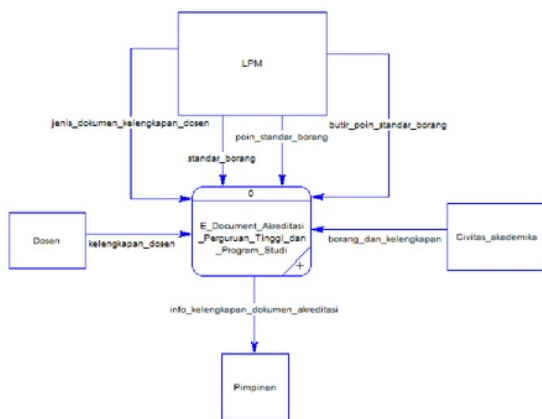 LPM
jenis_dokumen_kelengkapan_dosen
poin_standar_borang
butir_poin_standar_borang
standar_borang
0
E_Document_Akreditasi
_Perguruan_Tinggi_dan
_Program_Studi
+
Dosen
kelengkapan_dosen
borang_dan_kelengkapan
Civitas_akademika
info_kelengkapan_dokumen_akreditasi
Pimpinan